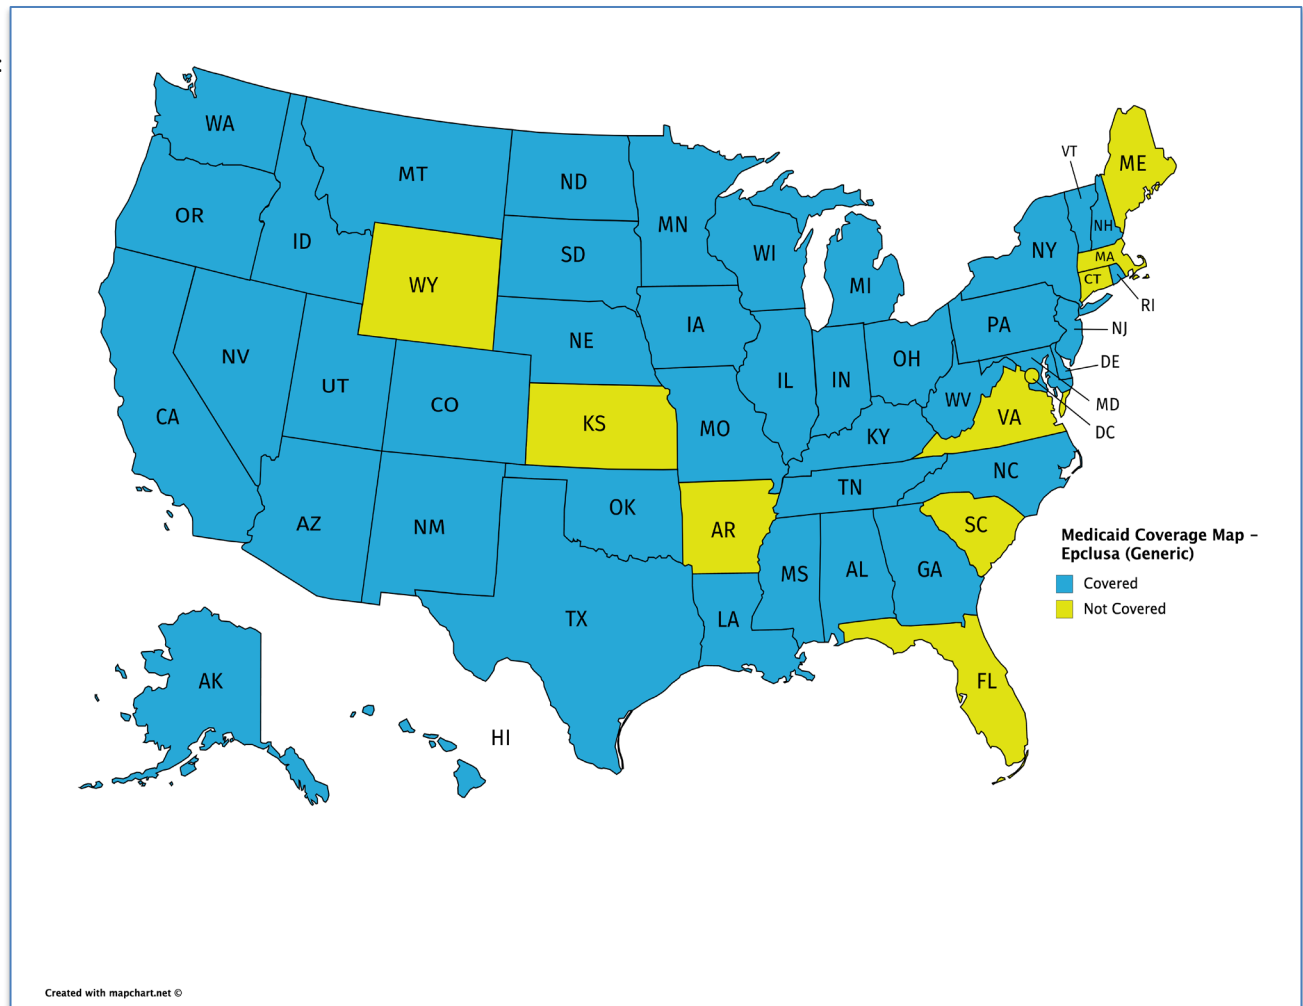 WA
MT
ND
MN
VT
ME
OR
ID
SD
WI
NY
NH
MA
CT
RI
WY
MI
NV
UT
CO
NE
IA
IL
IN
OH
PA
NJ
DE
MD
DC
CA
KS
MO
KY
WV
VA
AZ
NM
OK
AR
TN
NC
SC
TX
LA
MS
AL
GA
FL
AK
HI
Medicaid Coverage Map –
Epclusa (Generic)
Covered
Not Covered
Created with mapchart.net ©